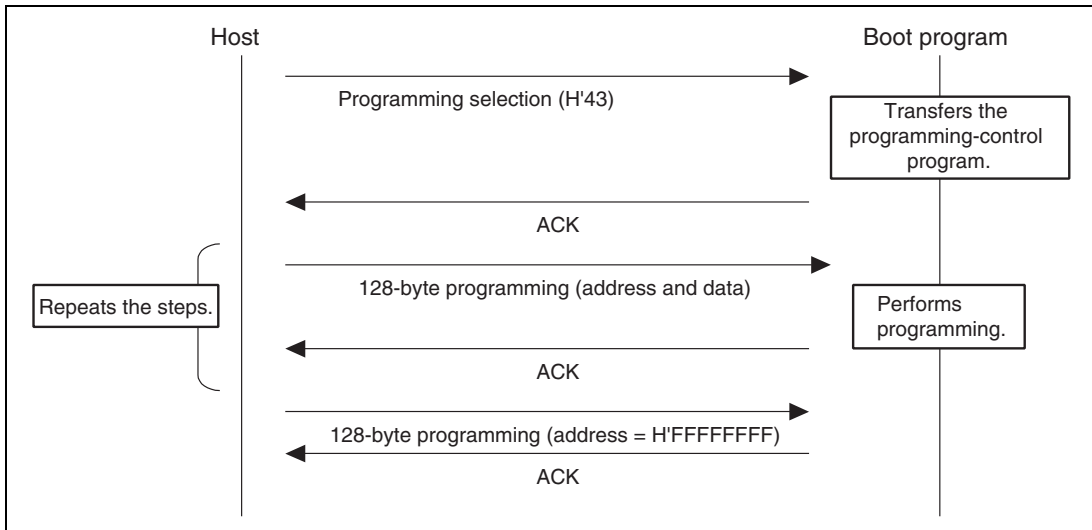 Host
Boot program
Programming selection (H'43)
Transfers the
programming-control
program.
ACK
128-byte programming (address and data)
Repeats the steps.
Performs
programming.
ACK
128-byte programming (address = H'FFFFFFFF)
ACK